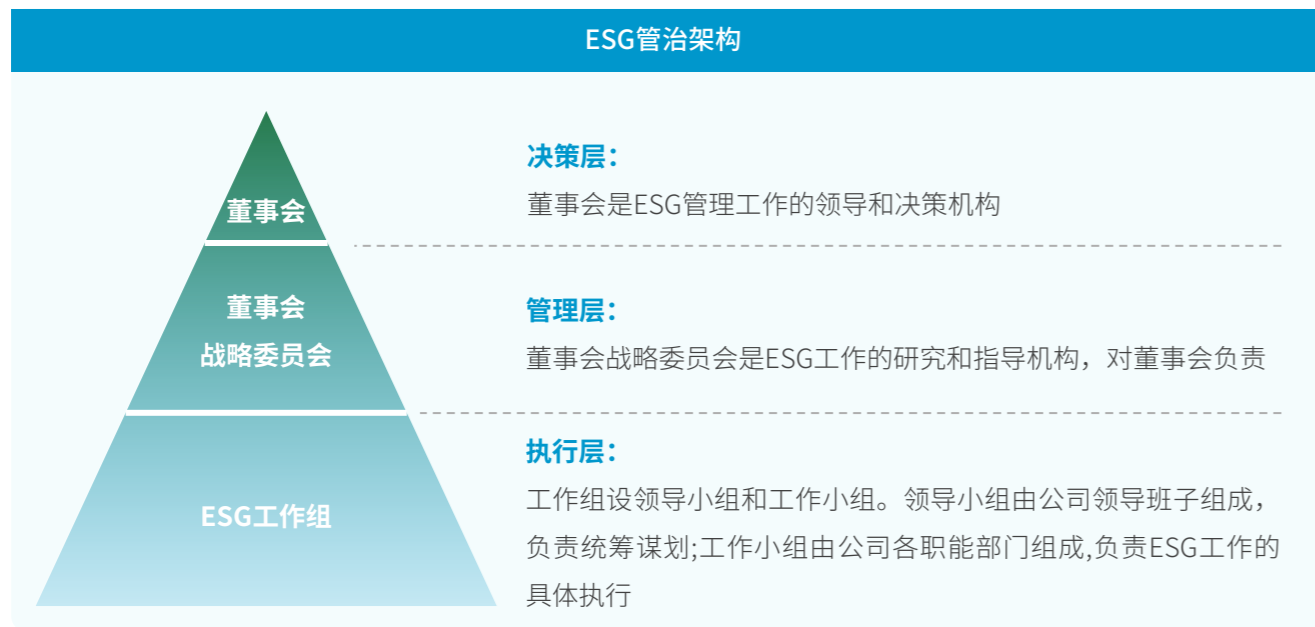 ESG管治架构
董事会
决策层：
董事会是ESG管理工作的领导和决策机构
董事会
战略委员会
管理层：
董事会战略委员会是ESG工作的研究和指导机构，对董事会负责
ESG工作组
执行层：
工作组设领导小组和工作小组。领导小组由公司领导班子组成，
负责统筹谋划;工作小组由公司各职能部门组成,负责ESG工作的
具体执行